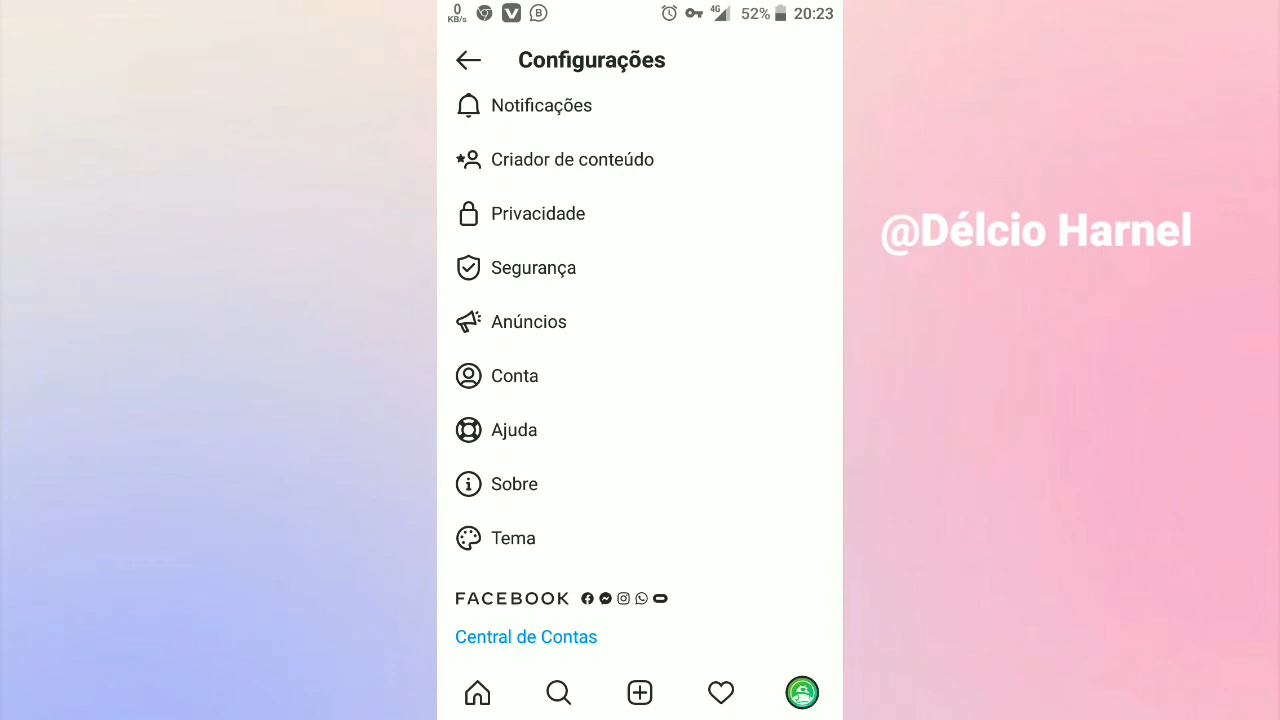 0
KB/s
4G
52%
20:23
Configurações
Notificações
Criador de conteúdo
Privacidade
Segurança
Anúncios
Conta
Ajuda
Sobre
Tema
FACEBOOK
Central de Contas
@Délcio Harnel